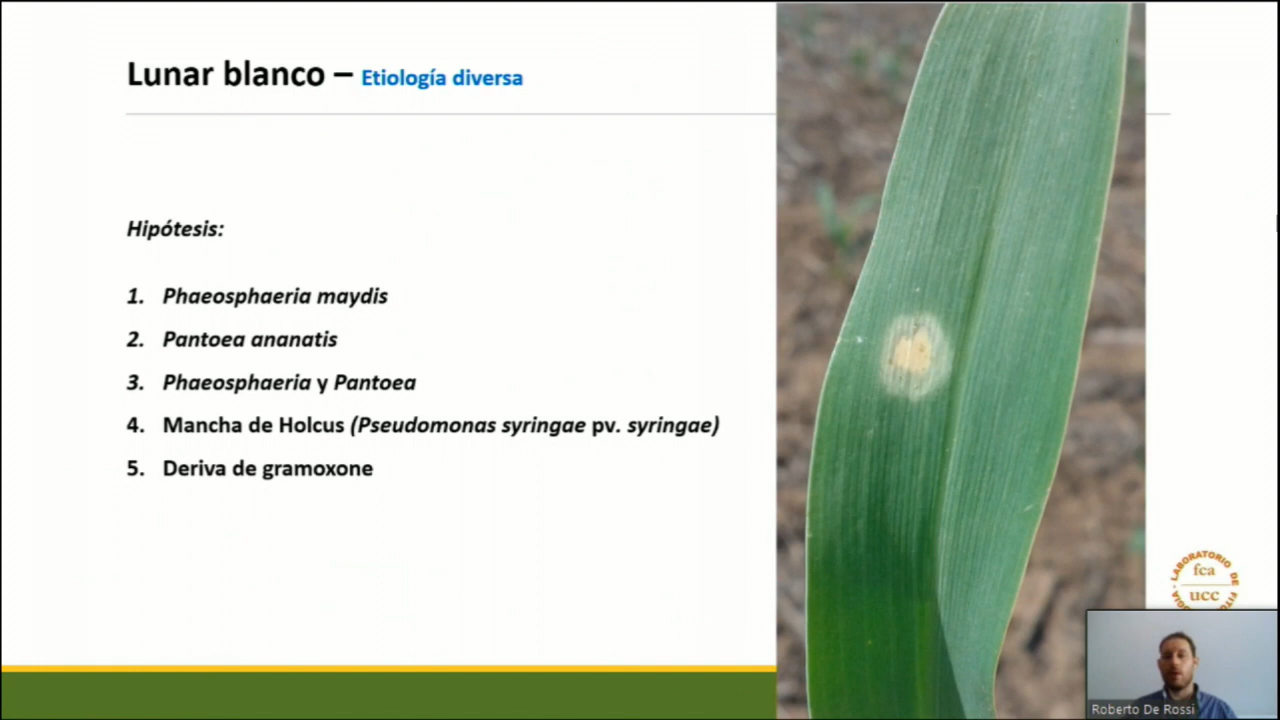 Lunar blanco – Etiología diversa
Hipótesis:
1. Phaeosphaeria maydis
2. Pantoea ananatis
3. Phaeosphaeria y Pantoea
4. Mancha de Holcus (Pseudomonas syringae pv. syringae)
5. Deriva de gramoxone
LABORATORIO DE
fca
ucc
Roberto De Rossi